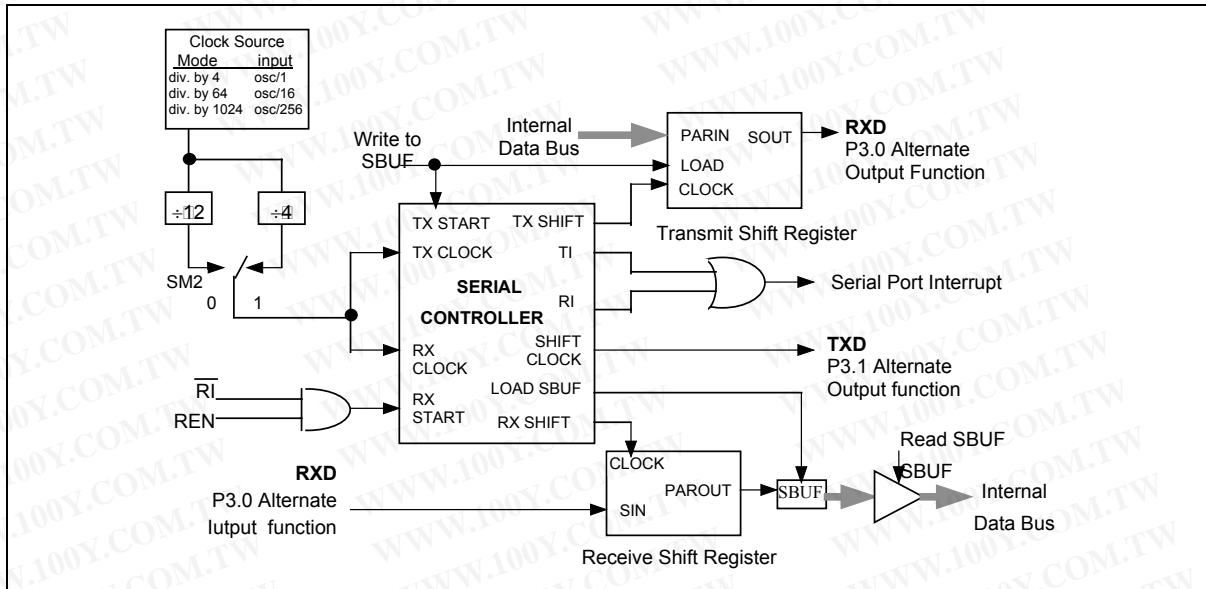 Clock Source
Mode input
div. by 4 osc/1
div. by 64 osc/16
div. by 1024 osc/256
Write to
SBUF
Internal
Data Bus
PARIN SOUT
LOAD
CLOCK
RXD
P3.0 Alternate
Output Function
Transmit Shift Register
÷12
÷4
SM2
0 1
TX START TX SHIFT
TX CLOCK TI
SERIAL
RI
CONTROLLER
SHIFT
CLOCK
RX
CLOCK
LOAD SBUF
RX
START
RX SHIFT
Serial Port Interrupt
TXD
P3.1 Alternate
Output function
RI
REN
RXD
P3.0 Alternate
Iutput function
CLOCK
PAROUT
SIN
Receive Shift Register
SBUF
Read SBUF
SBUF
Internal
Data Bus
WWW.100Y.COM.TW